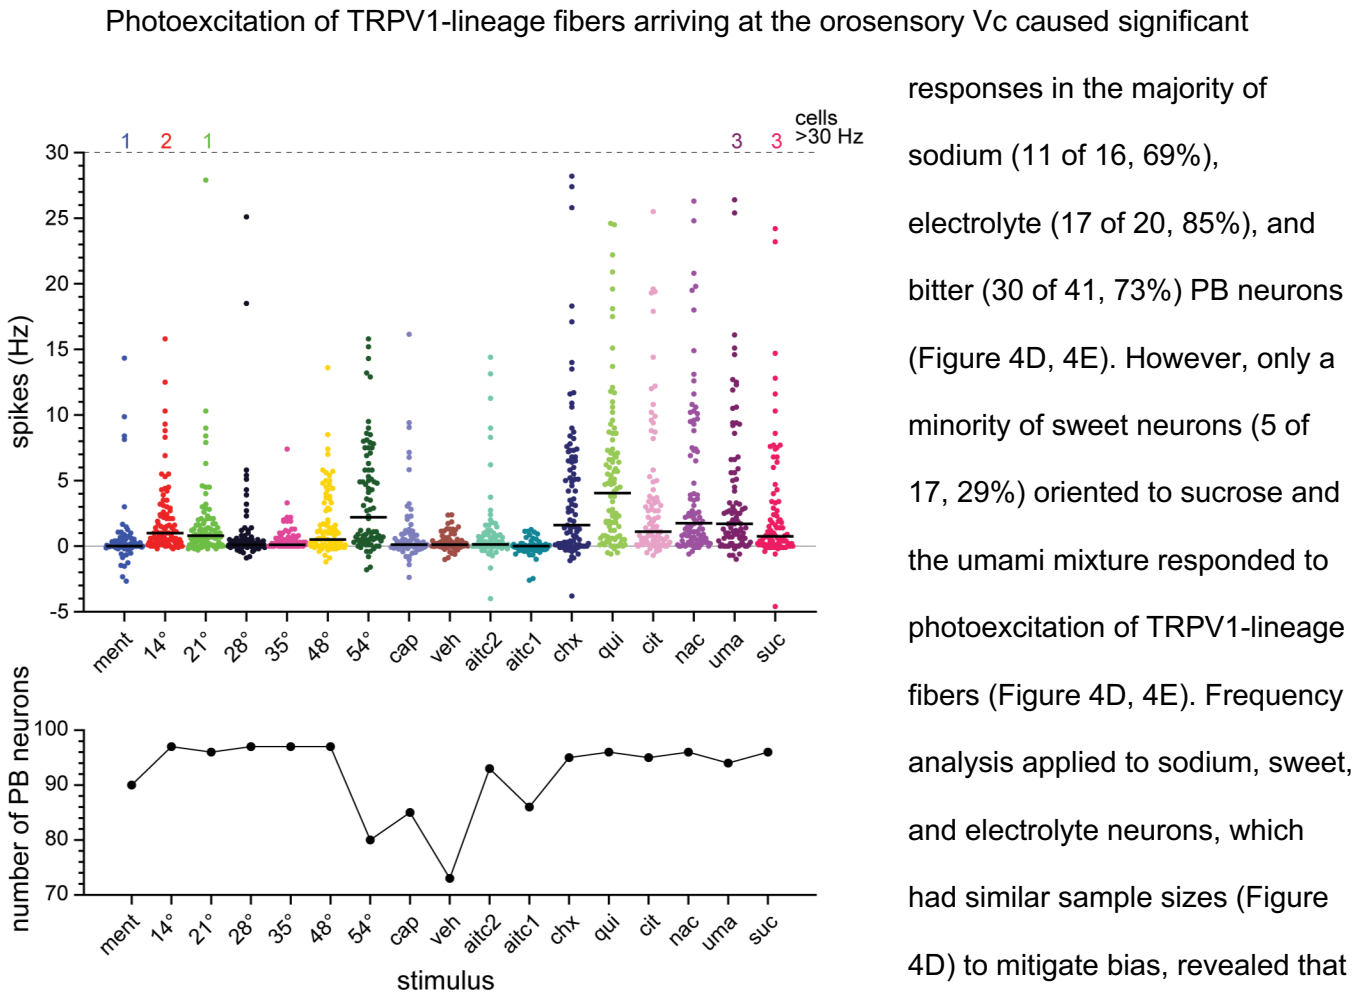 Photoexcitation of TRPV1-lineage fibers arriving at the orosensory Vc caused significant
responses in the majority of
sodium (11 of 16, 69%),
electrolyte (17 of 20, 85%), and
bitter (30 of 41, 73%) PB neurons
(Figure 4D, 4E). However, only a
minority of sweet neurons (5 of
17, 29%) oriented to sucrose and
the umami mixture responded to
photoexcitation of TRPV1-lineage
fibers (Figure 4D, 4E). Frequency
analysis applied to sodium, sweet,
and electrolyte neurons, which
had similar sample sizes (Figure
4D) to mitigate bias, revealed that
1 2 1 3 3 cells
>30 Hz
30
25
20
15
10
5
0
-5
spikes (Hz)
ment 14° 21° 28° 35° 48° 54° cap veh aitc2 aitc1 chx qui cit nac uma suc
100
90
80
70
number of PB neurons
ment 14° 21° 28° 35° 48° 54° cap veh aitc2 aitc1 chx qui cit nac uma suc
stimulus